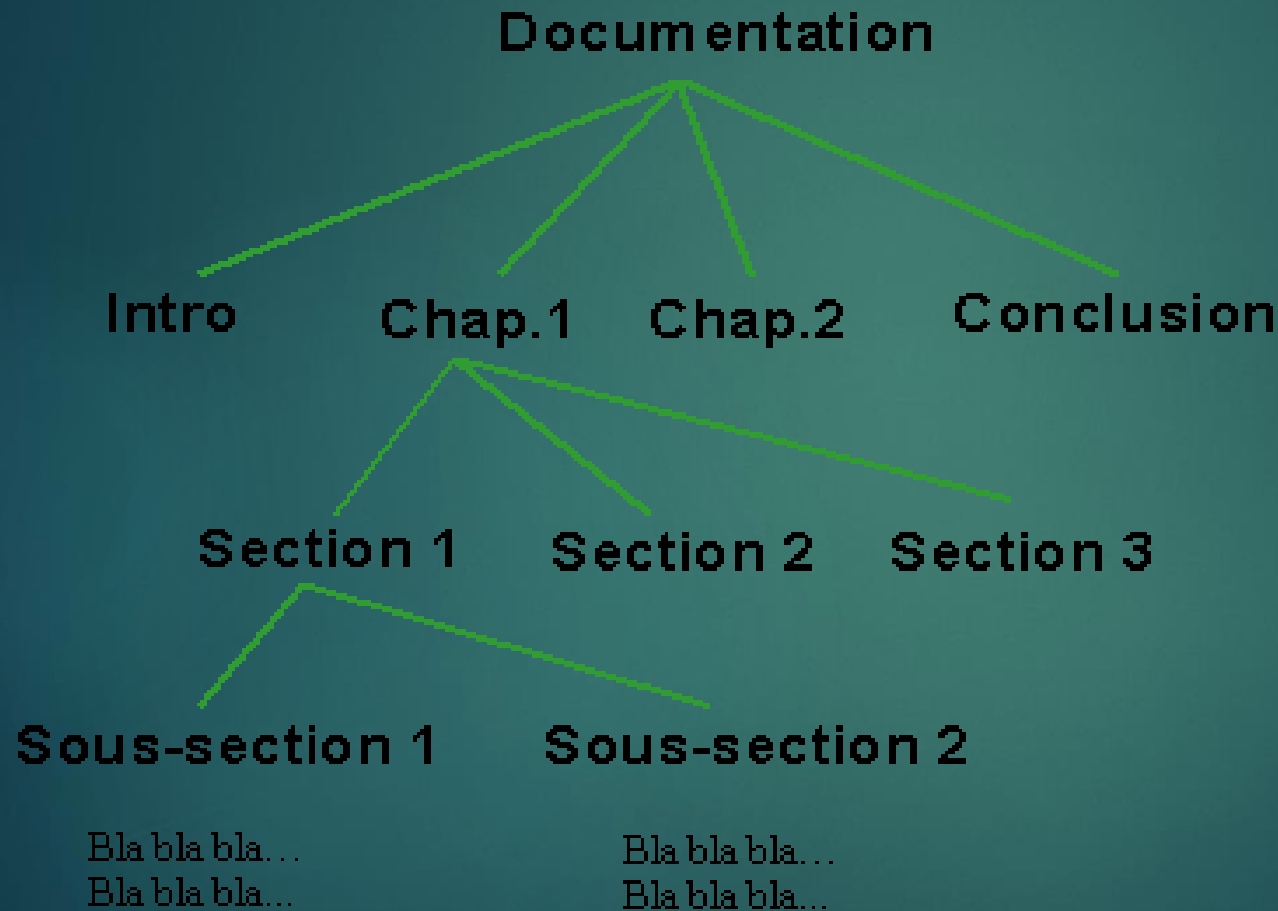 Documentation
Intro Chap.1 Chap.2 Conclusion
Section 1 Section 2 Section 3
Sous-section 1 Sous-section 2
Bla bla bla... Bla bla bla...
Bla bla bla... Bla bla bla...